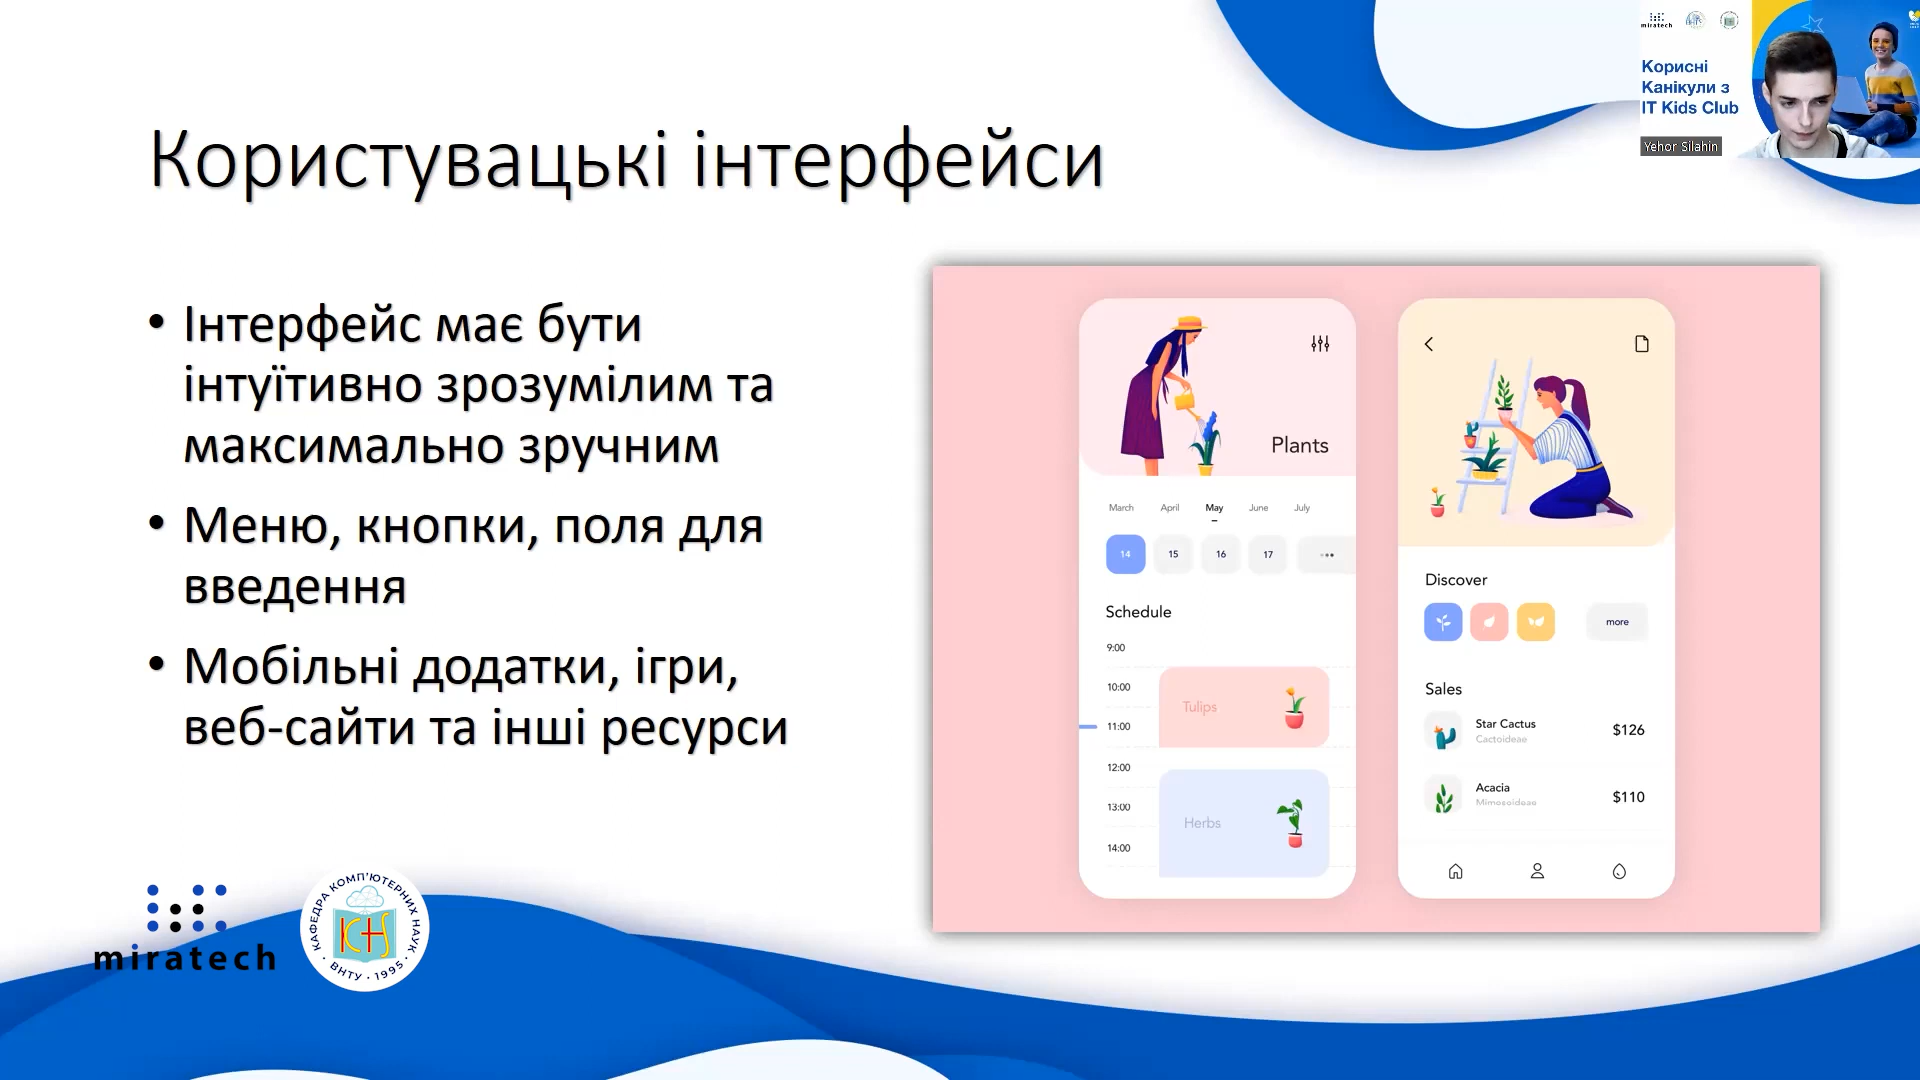 miratech
Корисні
Канікули з
IT Kids Club
Yehor Silahin
Користувацькі інтерфейси
• Інтерфейс має бути
інтуїтивно зрозумілим та
максимально зручним
• Меню, кнопки, поля для
введення
• Мобільні додатки, ігри,
веб-сайти та інші ресурси
Plants
March April May June July
14 15 16 17
Schedule
9:00
10:00
Tulips
11:00
12:00
13:00
Herbs
14:00
Discover
more
Sales
Star Cactus
$126
Cactoideae
Acacia
$110
Mimosoideae
miratech
КАФЕДРА КОМП'ЮТЕРНИХ НАУК
КН
ВНТУ · 1995